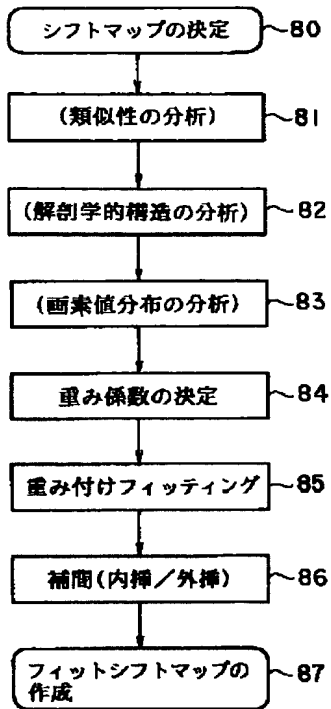 シフトマップの決定 80
(類似性の分析) 81
(解剖学的構造の分析) 82
(画素値分布の分析) 83
重み係数の決定 84
重み付けフィッティング 85
補間(内挿/外挿) 86
フィットシフトマップの
作成 87